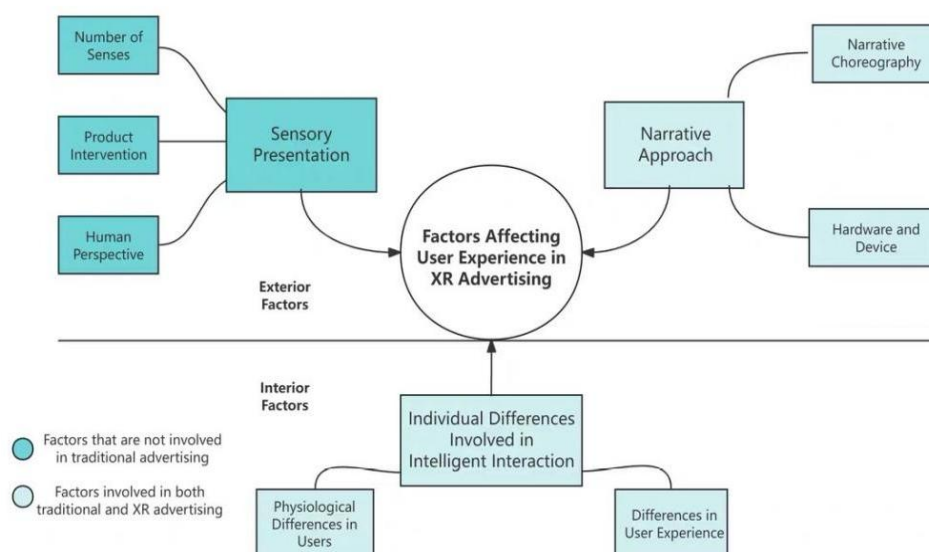 Number of
Senses
Product
Intervention
Human
Perspective
Sensory
Presentation
Narrative
Approach
Narrative
Choreography
Hardware and
Device
Factors Affecting
User Experience in
XR Advertising
Exterior
Factors
Interior
Factors
Individual Differences
Involved in
Intelligent Interaction
Physiological
Differences in
Users
Differences in
User Experience
Factors that are not involved
in traditional advertising
Factors involved in both
traditional and XR advertising